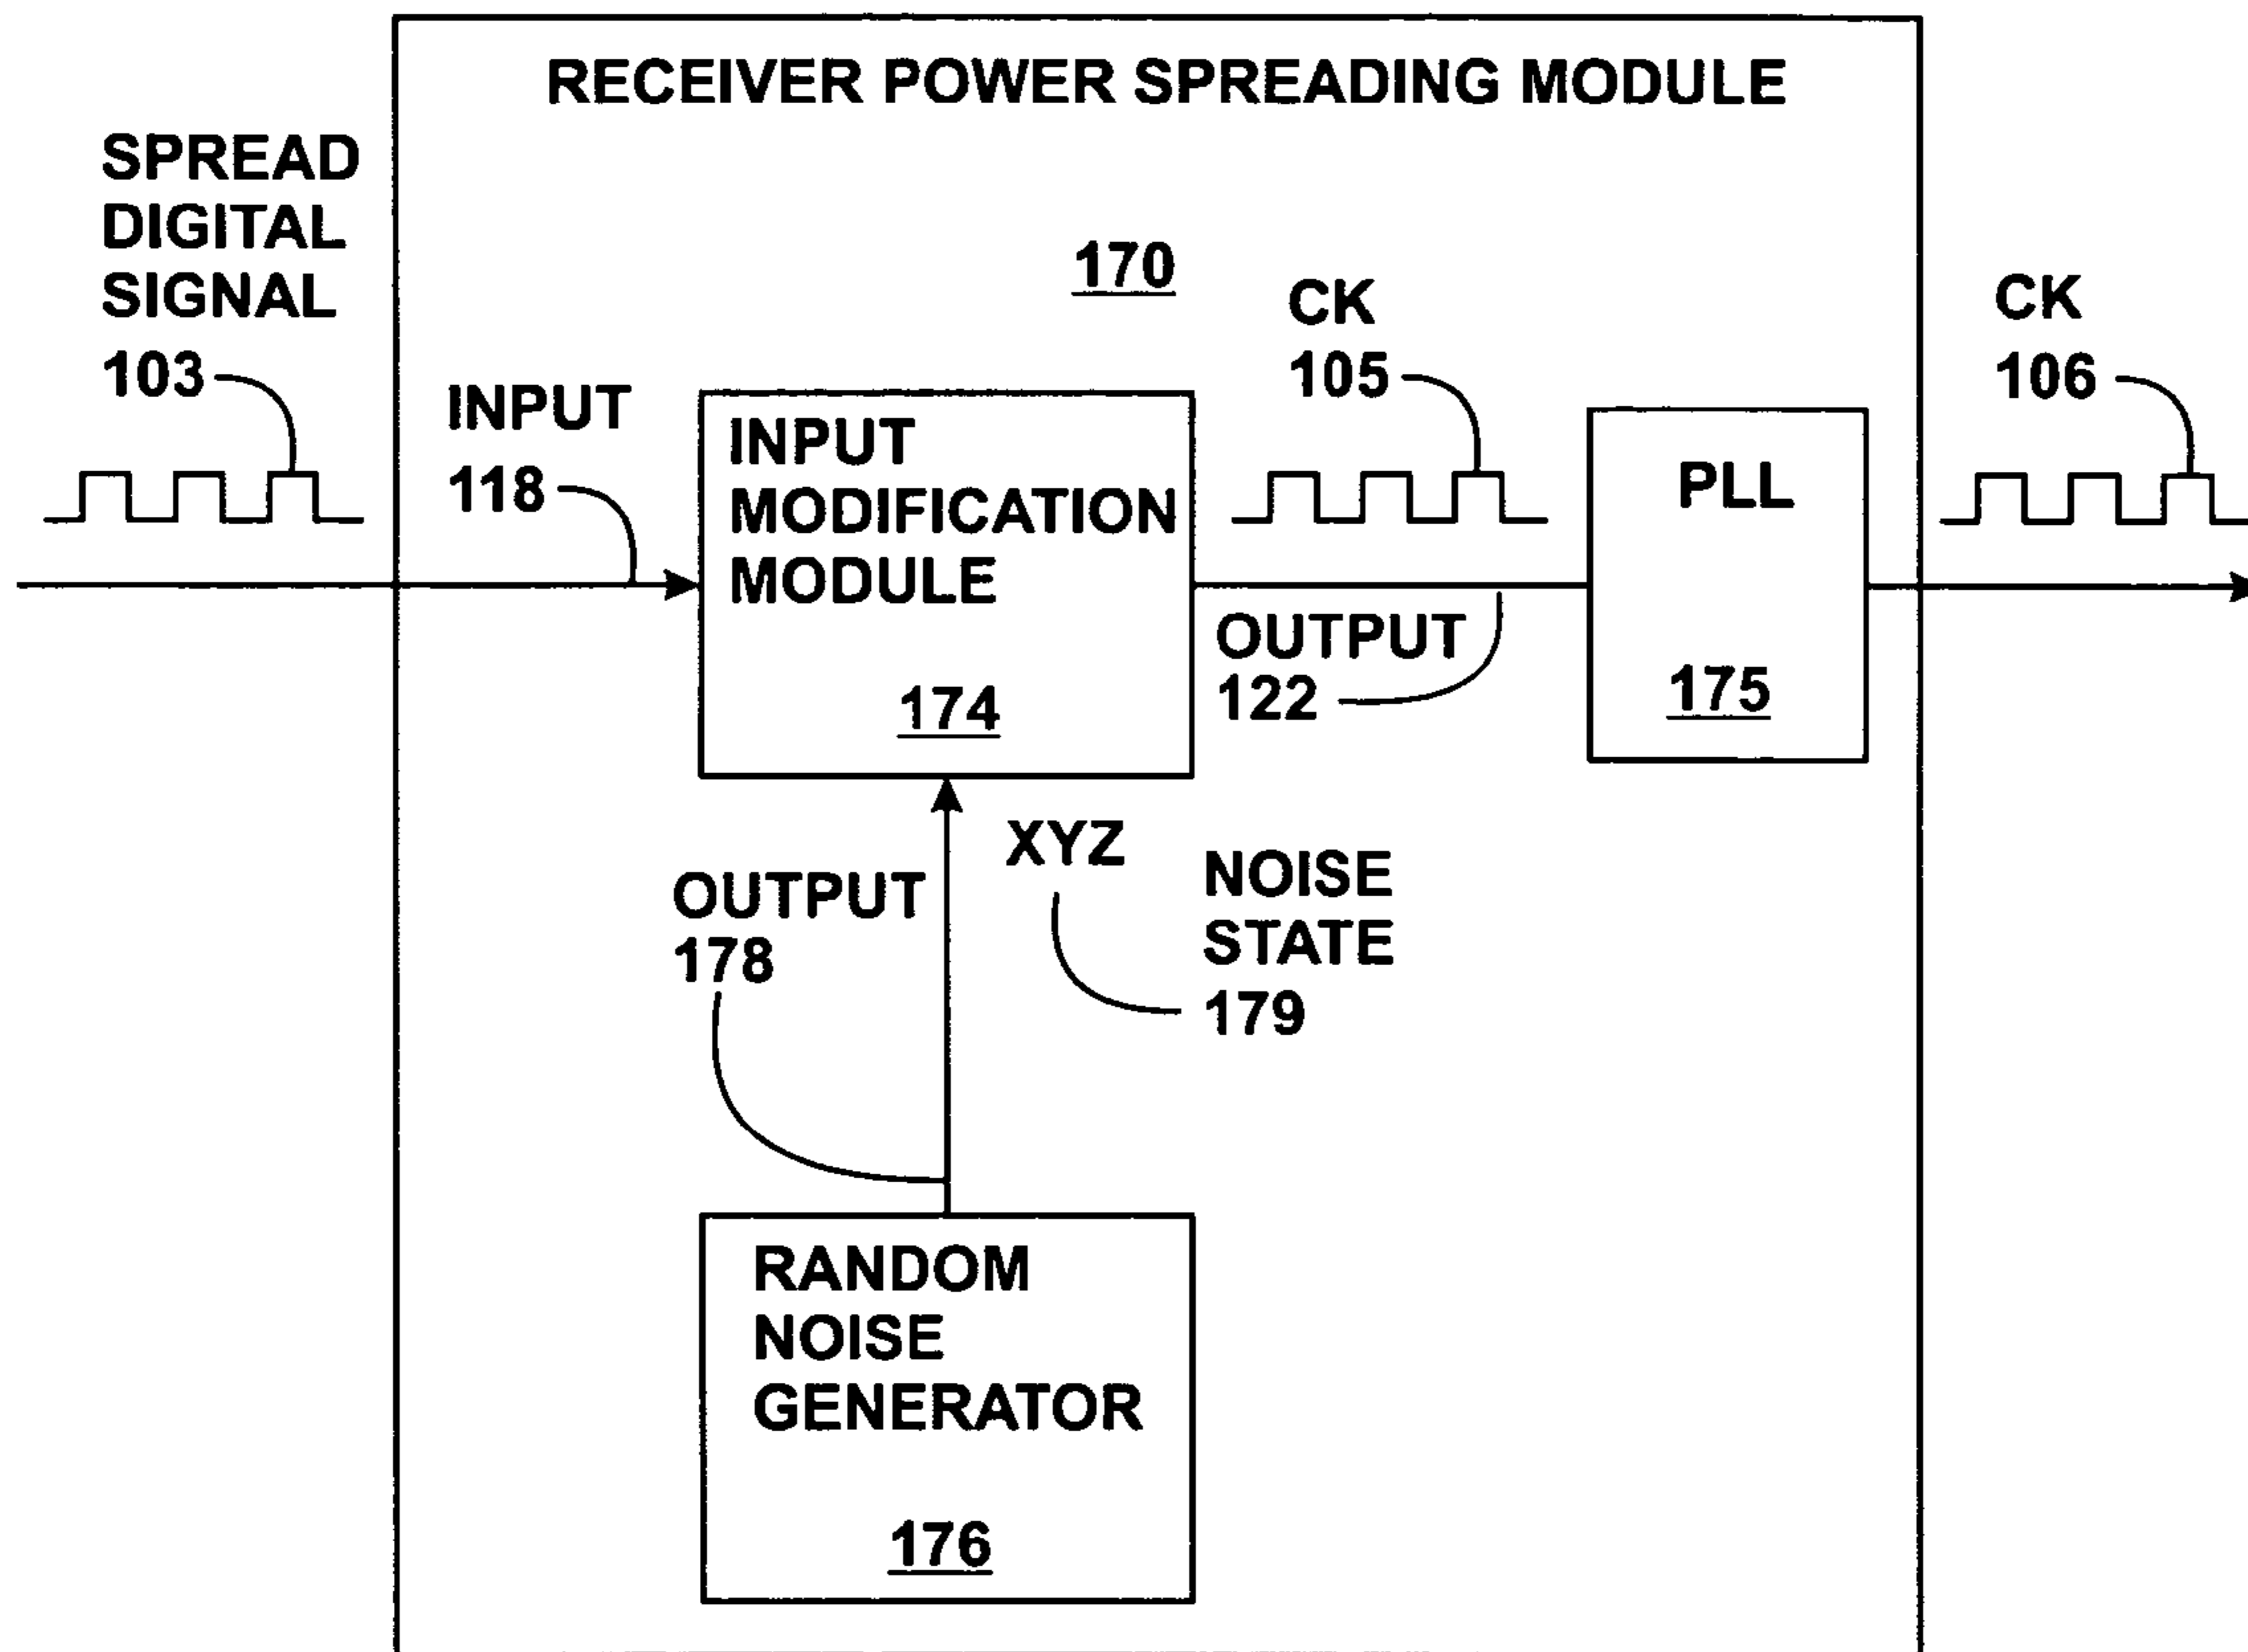 RECEIVER POWER SPREADING MODULE
SPREAD
DIGITAL
SIGNAL
103
170
CK
105
CK
106
INPUT
118
INPUT
MODIFICATION
MODULE
174
PLL
175
OUTPUT
122
XYZ
NOISE
STATE
179
OUTPUT
178
RANDOM
NOISE
GENERATOR
176